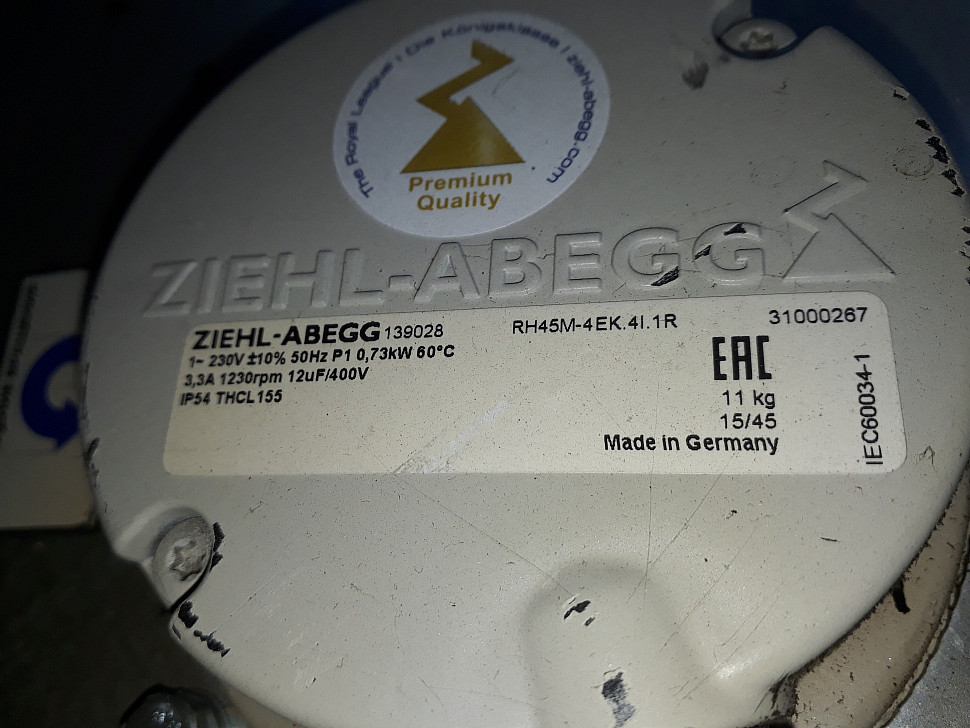 The Royal League | Die Königsklasse | ziehl-abegg.com
Premium
Quality
ZIEHL-ABEGG
ZIEHL-ABEGG 139028 RH45M-4EK.4I.1R 31000267
1~ 230V ±10% 50Hz P1 0,73kW 60°C
3,3A 1230rpm 12uF/400V
IP54 THCL155
EAC
11 kg
15/45
Made in Germany
IEC60034-1